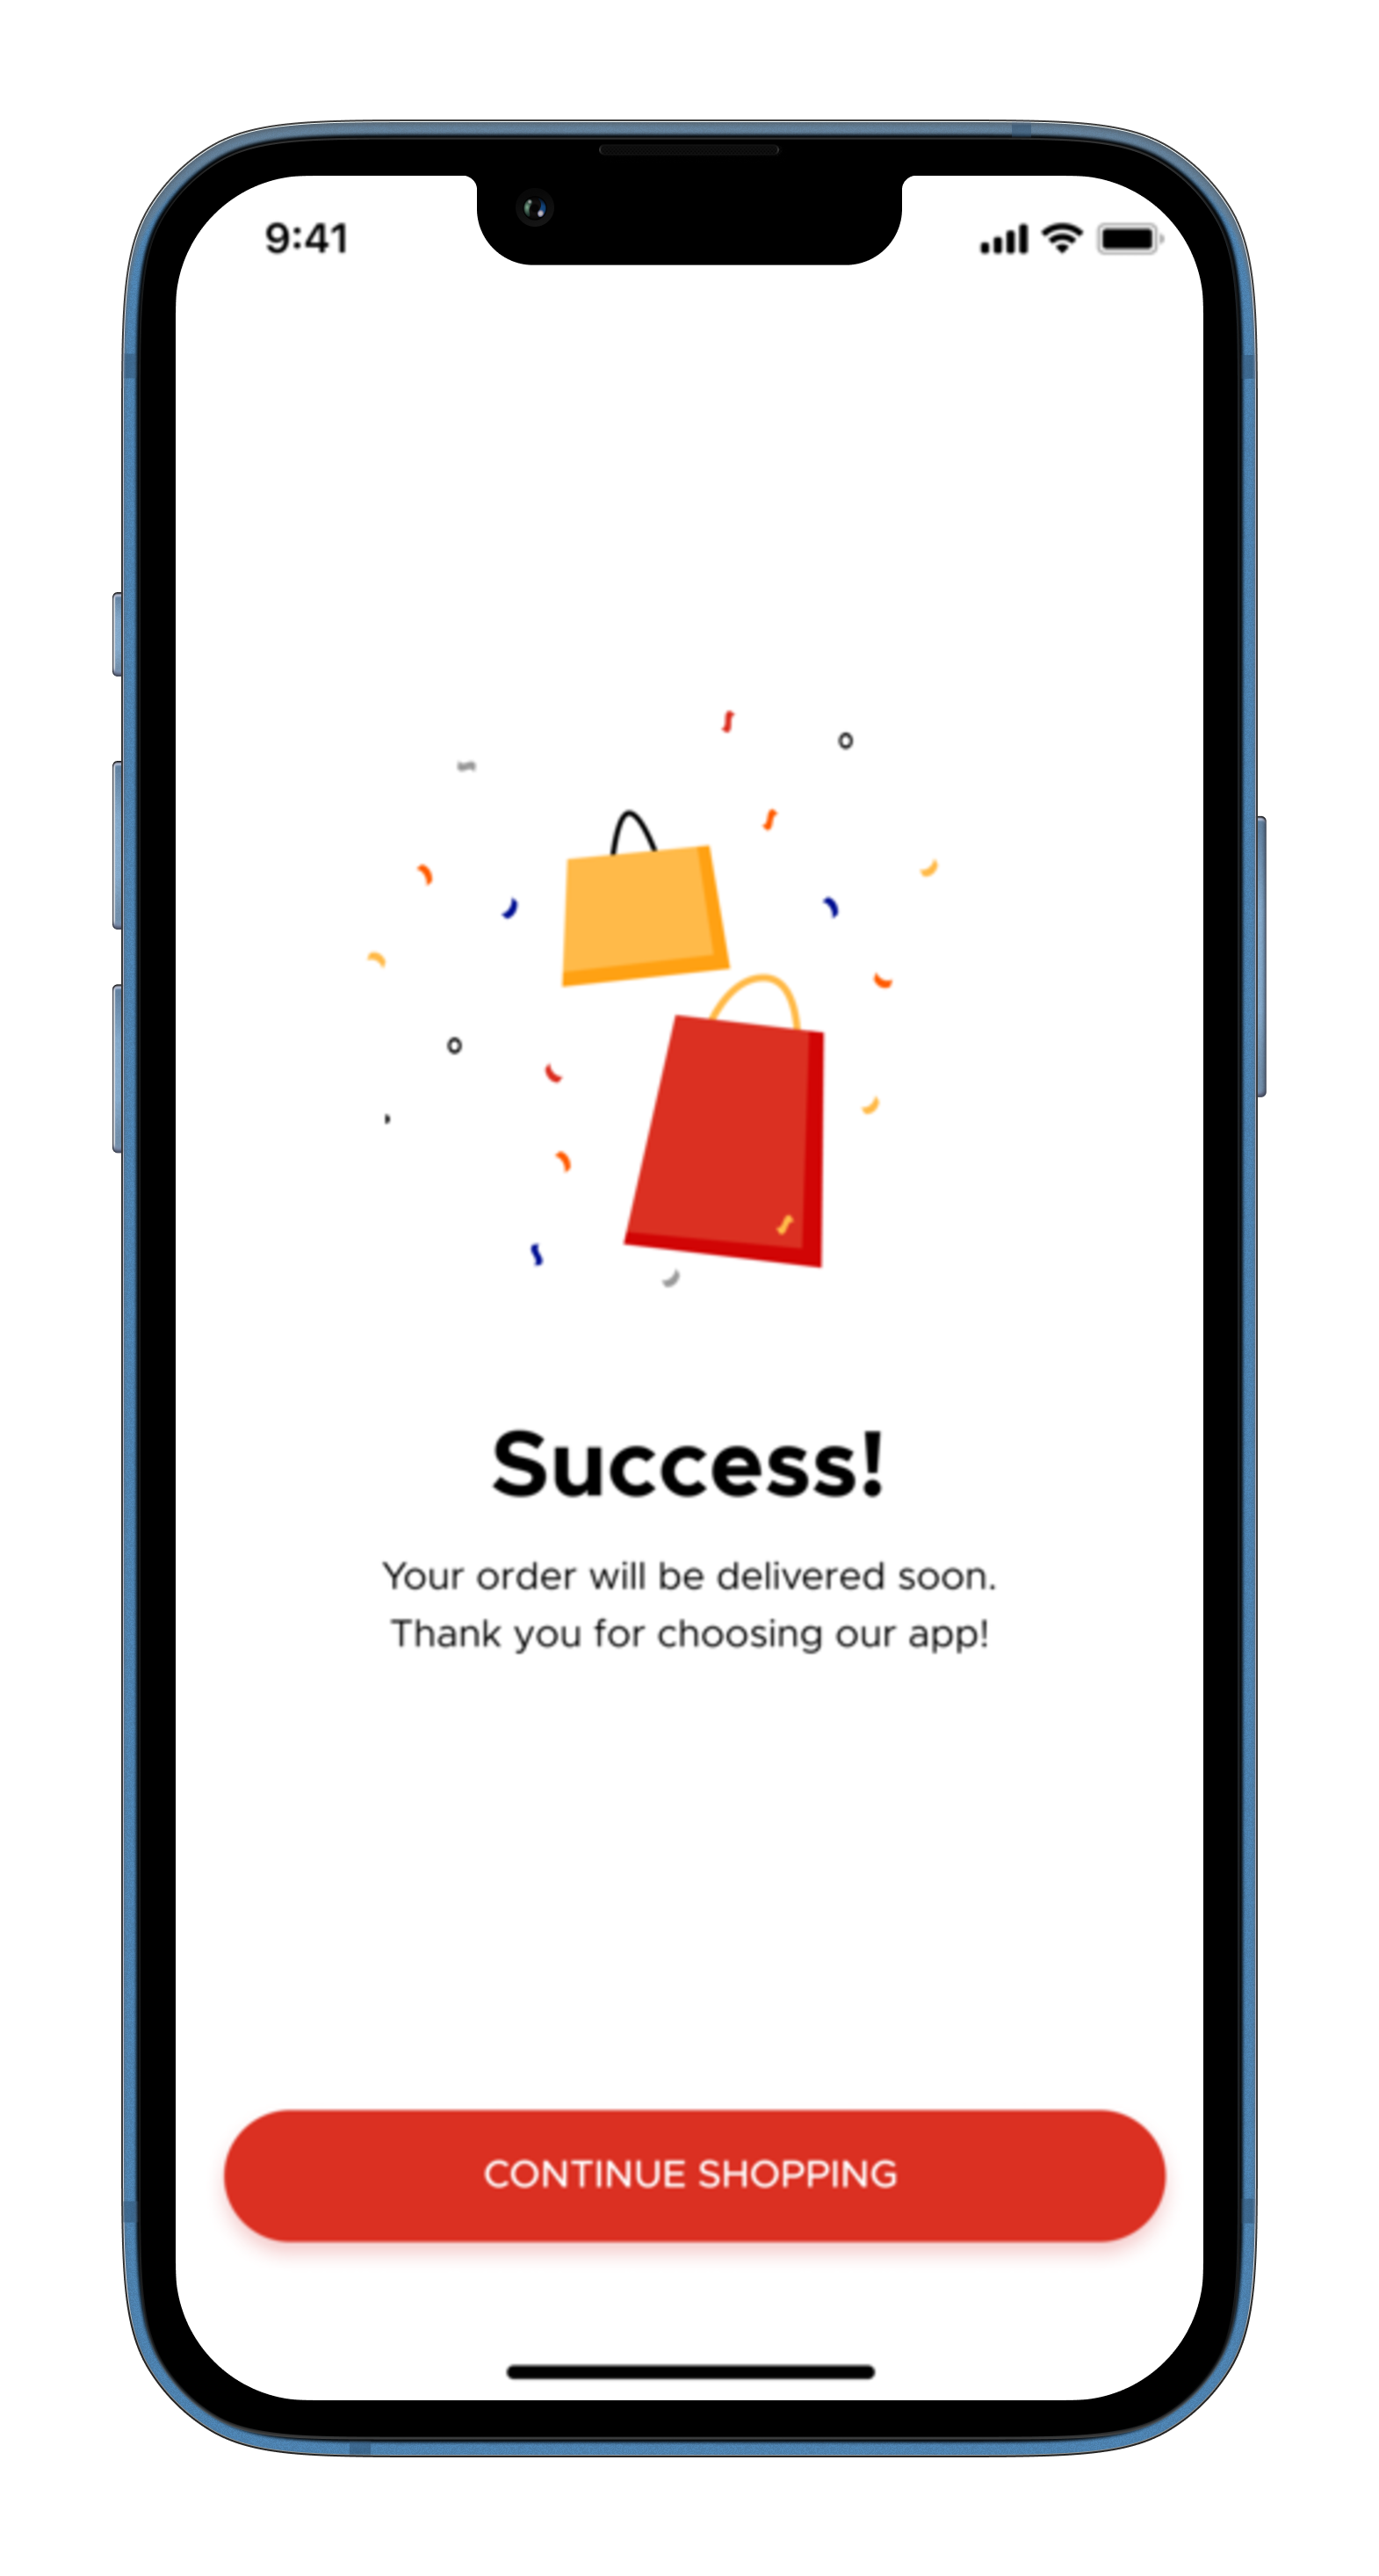 9:41
Success!
Your order will be delivered soon.
Thank you for choosing our app!
CONTINUE SHOPPING